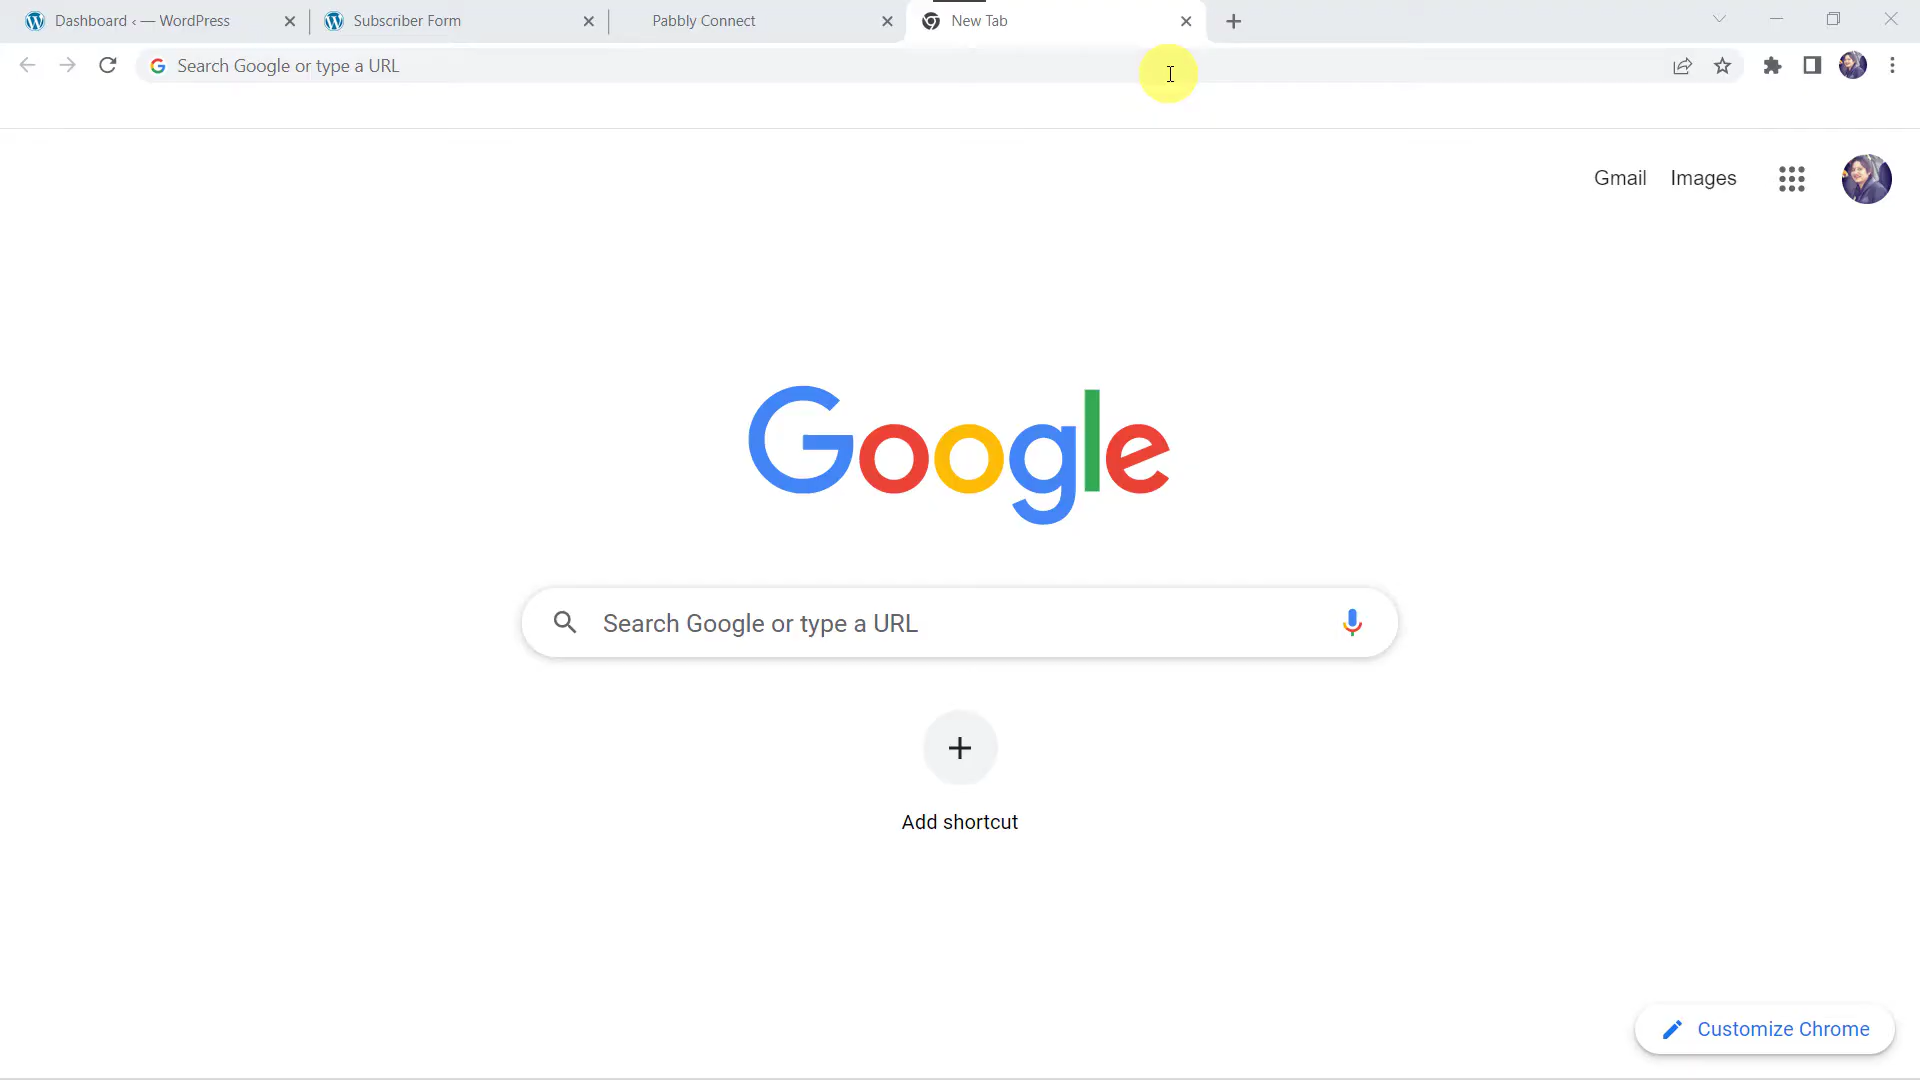 Dashboard ‹ — WordPress
Subscriber Form
Pabbly Connect
New Tab
Search Google or type a URL
Gmail
Images
Google
Search Google or type a URL
Add shortcut
Customize Chrome